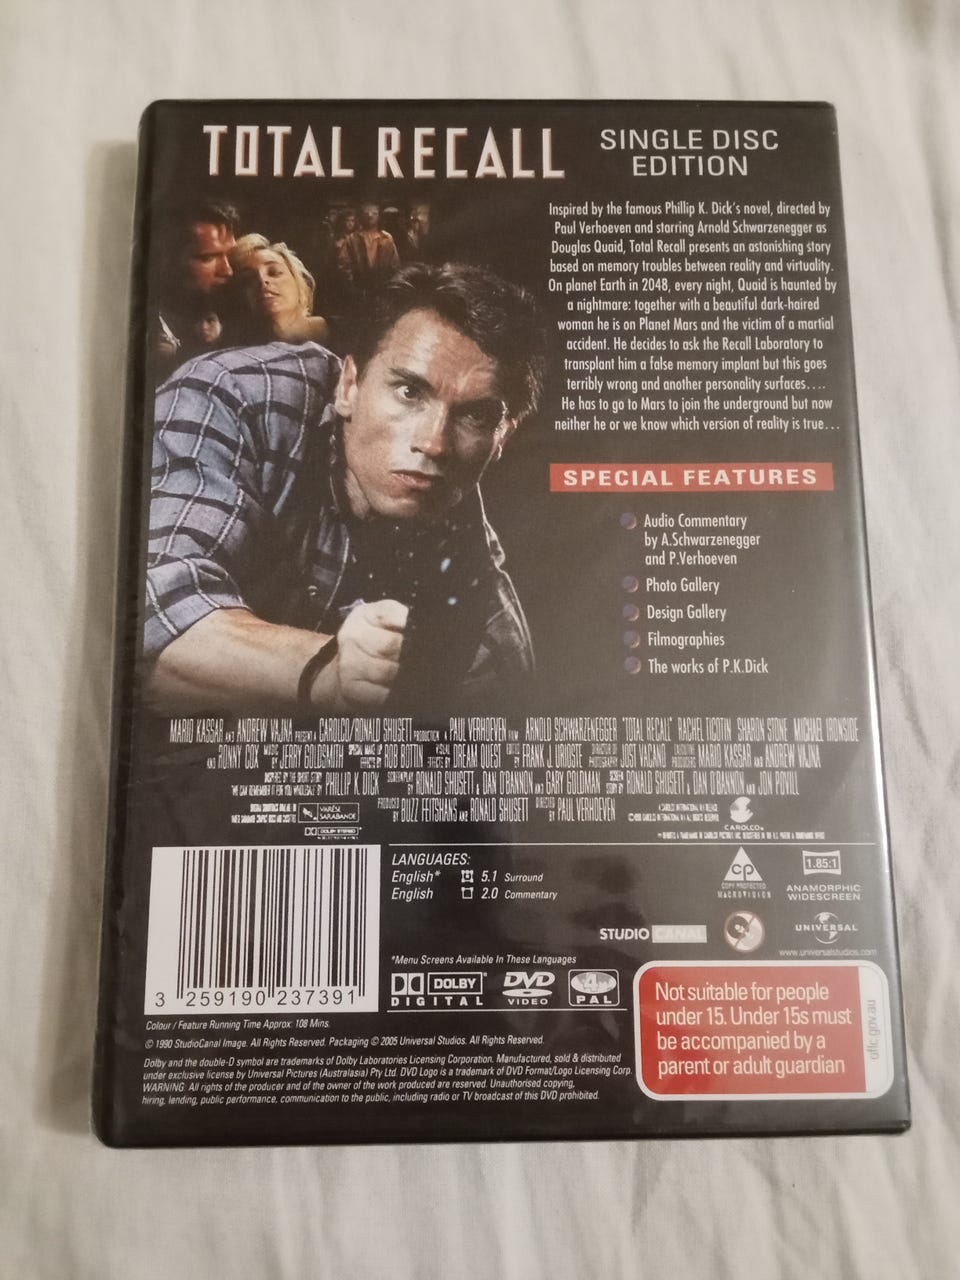 TOTAL RECALL
SINGLE DISC
EDITION
Inspired by the famous Phillip K. Dick's novel, directed by
Paul Verhoeven and starring Arnold Schwarzenegger as
Douglas Quaid, Total Recall presents an astonishing story
based on memory troubles between reality and virtuality.
On planet Earth in 2048, every night, Quaid is haunted by
a nightmare: together with a beautiful dark-haired
woman he is on Planet Mars and the victim of a martial
accident. He decides to ask the Recall Laboratory to
transplant him a false memory implant but this goes
terribly wrong and another personality surfaces....
He has to go to Mars to join the underground but now
neither he or we know which version of reality is true...
SPECIAL FEATURES
Audio Commentary
by A.Schwarzenegger
and P.Verhoeven
Photo Gallery
Design Gallery
Filmographies
The works of P.K.Dick
MARIO KASSAR AND ANDREW VAJNA PRESENT A CAROLCO/RONALD SHUSETT PRODUCTION A PAUL VERHOEVEN FILM ARNOLD SCHWARZENEGGER "TOTAL RECALL" RACHEL TICOTIN SHARON STONE MICHAEL IRONSIDE
AND RONNY COX MUSIC BY JERRY GOLDSMITH SPECIAL MAKE UP EFFECTS BY ROB BOTTIN VISUAL EFFECTS BY DREAM QUEST EDITED BY FRANK J. URIOSTE DIRECTOR OF PHOTOGRAPHY JOST VACANO EXECUTIVE PRODUCERS MARIO KASSAR AND ANDREW VAJNA
INSPIRED BY THE SHORT STORY "WE CAN REMEMBER IT FOR YOU WHOLESALE" BY PHILLIP K. DICK SCREENPLAY BY RONALD SHUSETT & DAN O'BANNON AND GARY GOLDMAN SCREEN STORY BY RONALD SHUSETT & DAN O'BANNON AND JON POVILL
PRODUCED BY BUZZ FEITSHANS AND RONALD SHUSETT DIRECTED BY PAUL VERHOEVEN
VARÈSE
SARABANDE
DOLBY STEREO
CAROLCO
LANGUAGES:
English* 5.1 Surround
English 2.0 Commentary
cp
COPY PROTECTED
MACROVISION
1.85:1
ANAMORPHIC
WIDESCREEN
STUDIO CANAL
UNIVERSAL
www.universalstudios.com
*Menu Screens Available In These Languages
DOLBY
DIGITAL
DVD
VIDEO
4
PAL
3 259190 237391
Not suitable for people
under 15. Under 15s must
be accompanied by a
parent or adult guardian
oflc.gov.au
Colour / Feature Running Time Approx: 108 Mins.
© 1990 StudioCanal Image. All Rights Reserved. Packaging © 2005 Universal Studios. All Rights Reserved.
Dolby and the double-D symbol are trademarks of Dolby Laboratories Licensing Corporation. Manufactured, sold & distributed
under exclusive license by Universal Pictures (Australasia) Pty Ltd. DVD Logo is a trademark of DVD Format/Logo Licensing Corp.
WARNING: All rights of the producer and of the owner of the work produced are reserved. Unauthorised copying,
hiring, lending, public performance, communication to the public, including radio or TV broadcast of this DVD prohibited.